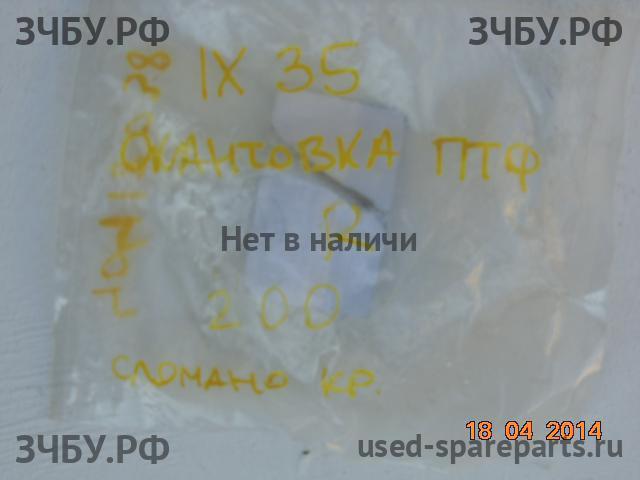 ЗЧБУ.РФ ЗЧБУ.РФ
IX 35
ОКАНТОВКА ПТФ
R
Нет в наличи
200
СЛОМАНО КР.
18 04 2014
ЗЧБУ.РФ used-spareparts.ru